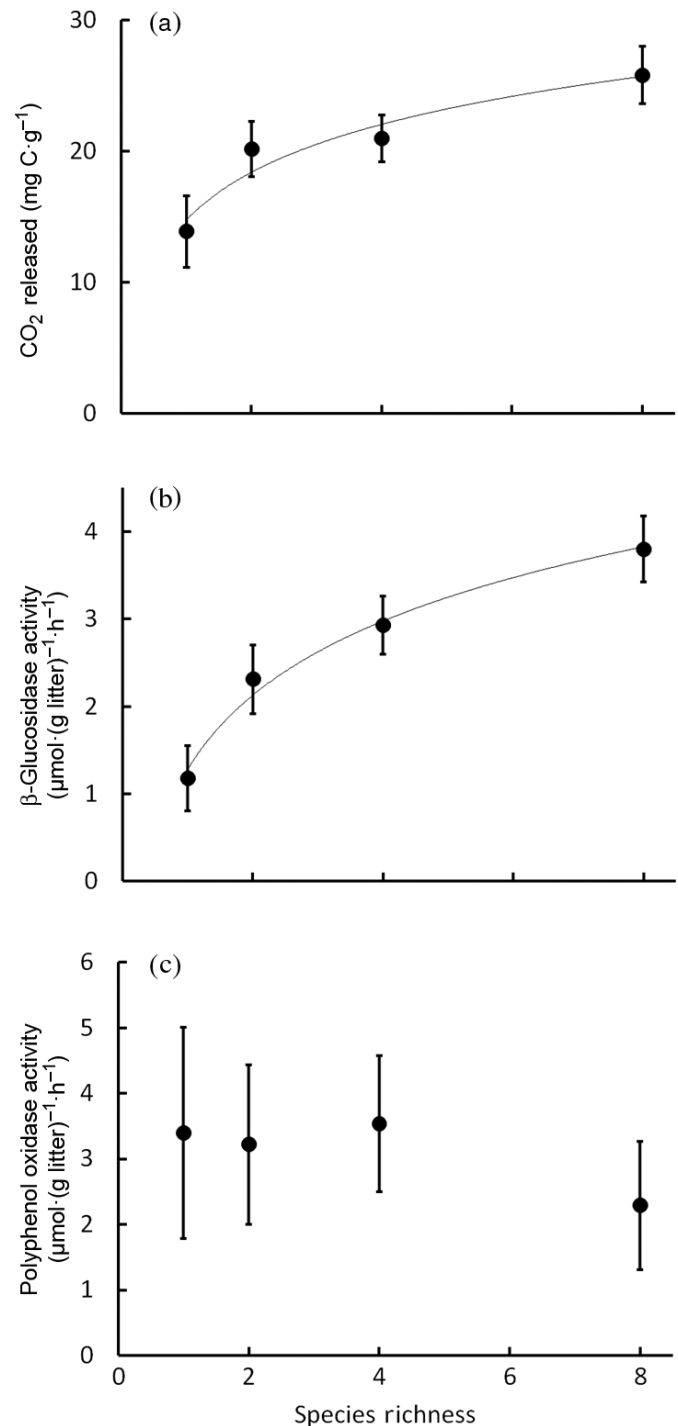 (a)
30
20
10
0
CO₂ released (mg C·g⁻¹)
(b)
4
3
2
1
0
β-Glucosidase activity
(µmol·(g litter)⁻¹·h⁻¹)
(c)
6
5
4
3
2
1
0
Polyphenol oxidase activity
(µmol·(g litter)⁻¹·h⁻¹)
0 2 4 6 8
Species richness